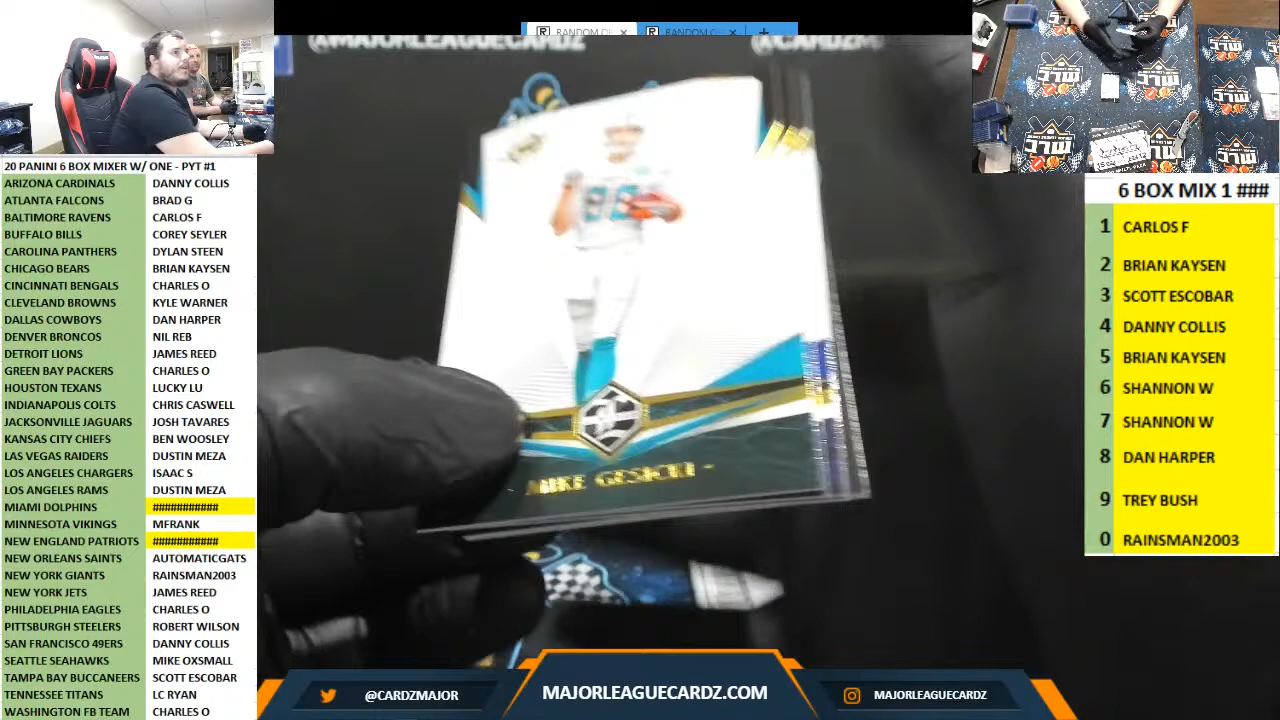 RANDOM
RANDOM
@MAJORLEAGUECARDZ
20 PANINI 6 BOX MIXER W/ ONE - PYT #1
ARIZONA CARDINALS DANNY COLLIS
ATLANTA FALCONS BRAD G
BALTIMORE RAVENS CARLOS F
BUFFALO BILLS COREY SEYLER
CAROLINA PANTHERS DYLAN STEEN
CHICAGO BEARS BRIAN KAYSEN
CINCINNATI BENGALS CHARLES O
CLEVELAND BROWNS KYLE WARNER
DALLAS COWBOYS DAN HARPER
DENVER BRONCOS NIL REB
DETROIT LIONS JAMES REED
GREEN BAY PACKERS CHARLES O
HOUSTON TEXANS LUCKY LU
INDIANAPOLIS COLTS CHRIS CASWELL
JACKSONVILLE JAGUARS JOSH TAVARES
KANSAS CITY CHIEFS BEN WOOSLEY
LAS VEGAS RAIDERS DUSTIN MEZA
LOS ANGELES CHARGERS ISAAC S
LOS ANGELES RAMS DUSTIN MEZA
MIAMI DOLPHINS ###########
MINNESOTA VIKINGS MFRANK
NEW ENGLAND PATRIOTS ###########
NEW ORLEANS SAINTS AUTOMATICGATS
NEW YORK GIANTS RAINSMAN2003
NEW YORK JETS JAMES REED
PHILADELPHIA EAGLES CHARLES O
PITTSBURGH STEELERS ROBERT WILSON
SAN FRANCISCO 49ERS DANNY COLLIS
SEATTLE SEAHAWKS MIKE OXSMALL
TAMPA BAY BUCCANEERS SCOTT ESCOBAR
TENNESSEE TITANS LC RYAN
WASHINGTON FB TEAM CHARLES O
MIKE GESICKI
6 BOX MIX 1 ###
1 CARLOS F
2 BRIAN KAYSEN
3 SCOTT ESCOBAR
4 DANNY COLLIS
5 BRIAN KAYSEN
6 SHANNON W
7 SHANNON W
8 DAN HARPER
9 TREY BUSH
0 RAINSMAN2003
@CARDZMAJOR
MAJORLEAGUECARDZ.COM
MAJORLEAGUECARDZ